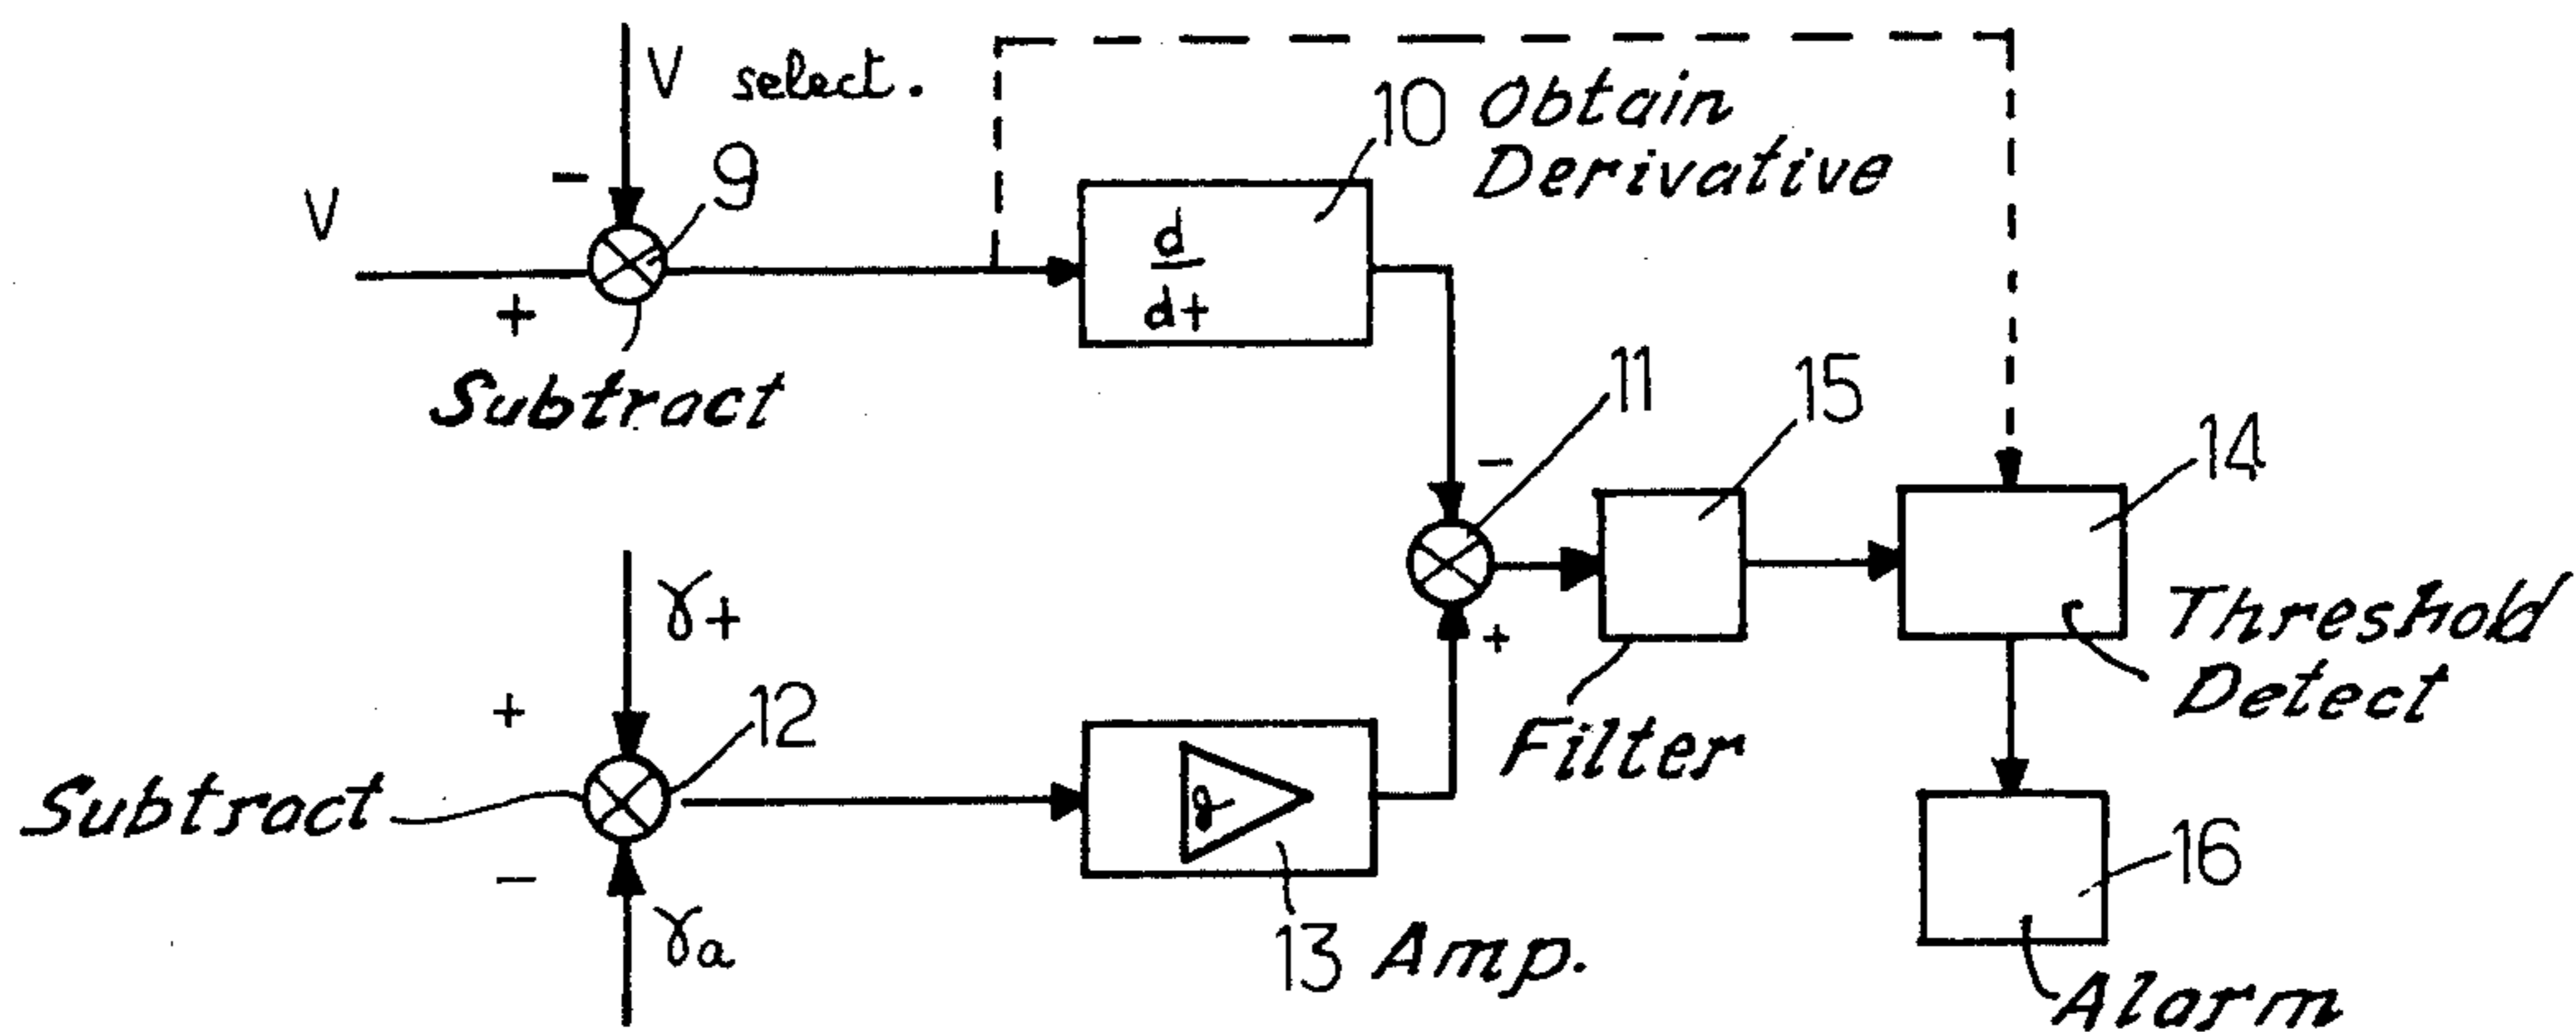 V select.
10 Obtain
Derivative
-
9
V
+
d
d+
Subtract
11
15
14
-
γ+
+
12
+
Threshold
Detect
Filter
Subtract
g
16
-
γa
13 Amp.
Alarm